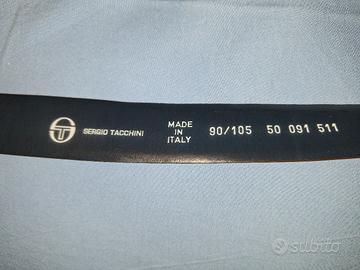 SERGIO TACCHINI
MADE
IN
ITALY
90/105 50 091 511
subito